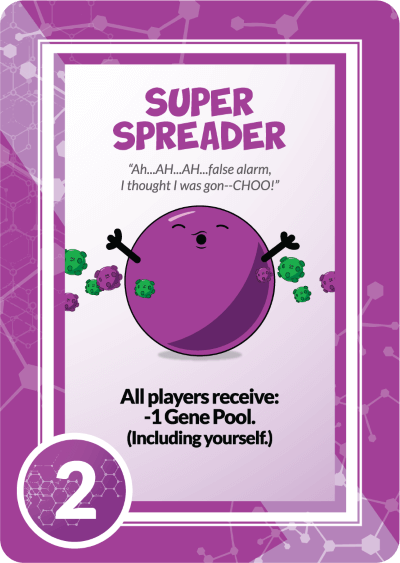 SUPER
SPREADER
“Ah...AH...AH...false alarm,
I thought I was gon--CHOO!”
All players receive:
-1 Gene Pool.
(Including yourself.)
2